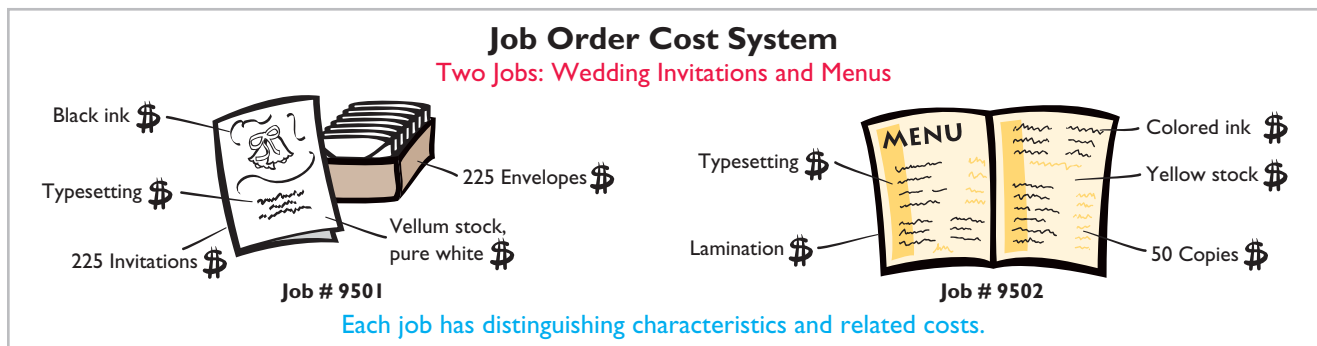 Job Order Cost System
Two Jobs: Wedding Invitations and Menus
Black ink $
Typesetting $
225 Invitations $
225 Envelopes $
Vellum stock,
pure white $
Job # 9501
MENU
Typesetting $
Lamination $
Colored ink $
Yellow stock $
50 Copies $
Job # 9502
Each job has distinguishing characteristics and related costs.